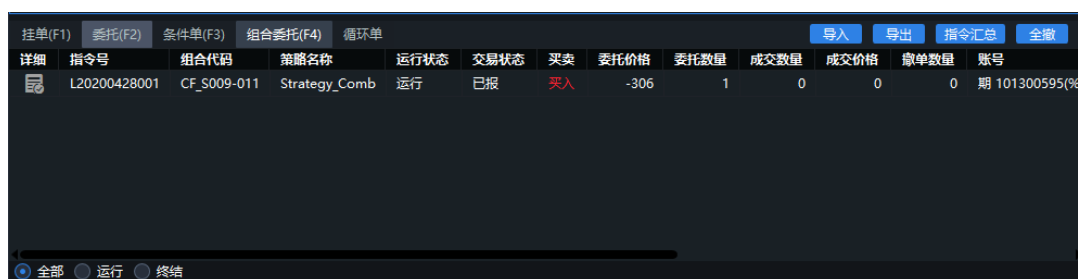 挂单(F1) 委托(F2) 条件单(F3) 组合委托(F4) 循环单 导入 导出 指令汇总 全撤
详细 指令号 组合代码 策略名称 运行状态 交易状态 买卖 委托价格 委托数量 成交数量 成交价格 撤单数量 账号
L20200428001 CF_S009-011 Strategy_Comb 运行 已报 买入 -306 1 0 0 0 期 101300595(%
全部 运行 终结